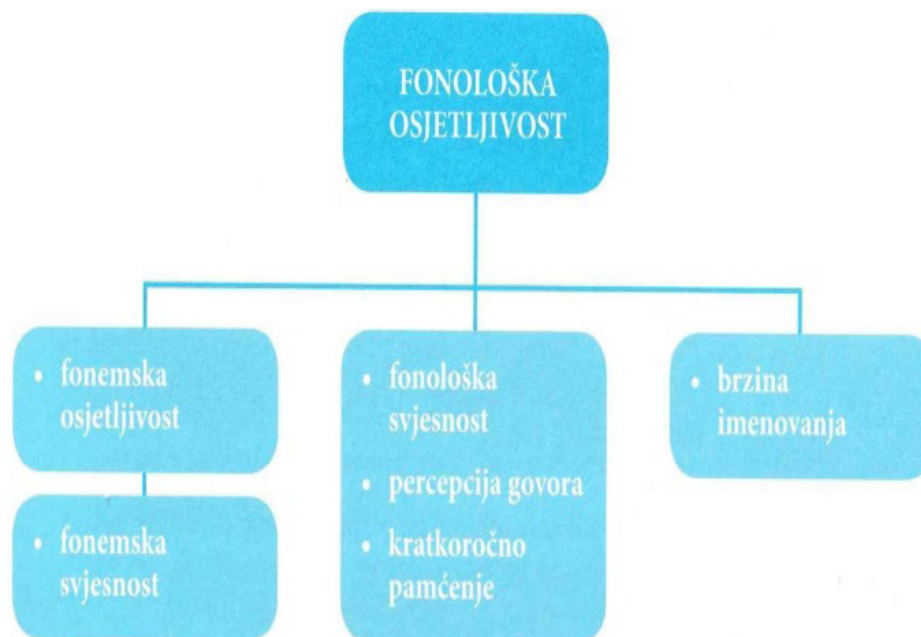 FONOLOŠKA
OSJETLJIVOST
• fonemska
osjetljivost
• fonemska
svjesnost
• fonološka
svjesnost
• percepcija govora
• kratkoročno
pamćenje
• brzina
imenovanja